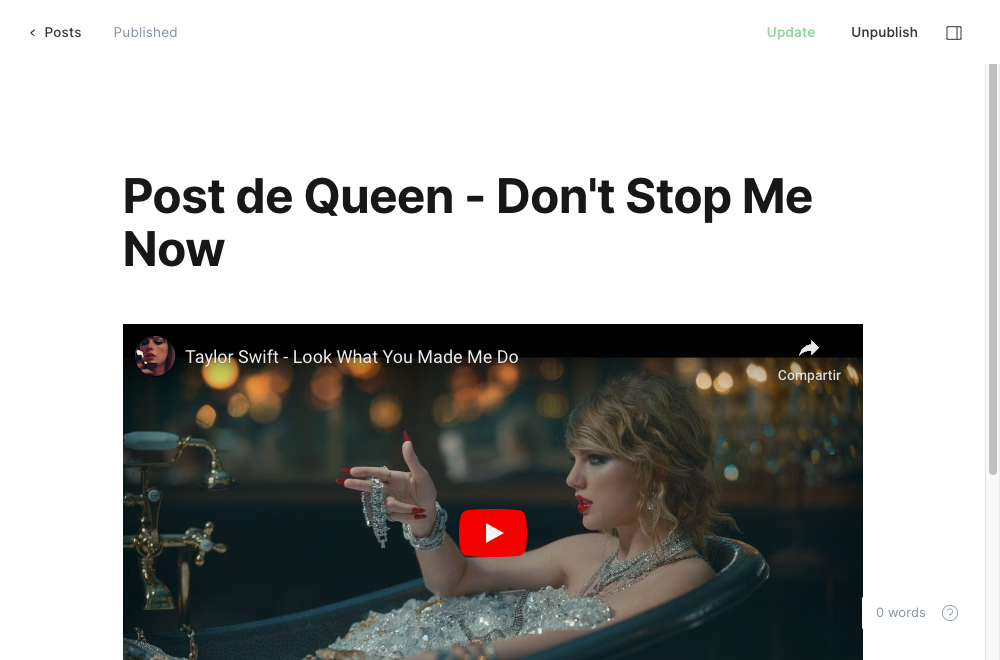 Posts
Published
Update
Unpublish
Post de Queen - Don't Stop Me
Now
Taylor Swift - Look What You Made Me Do
Compartir
0 words
?